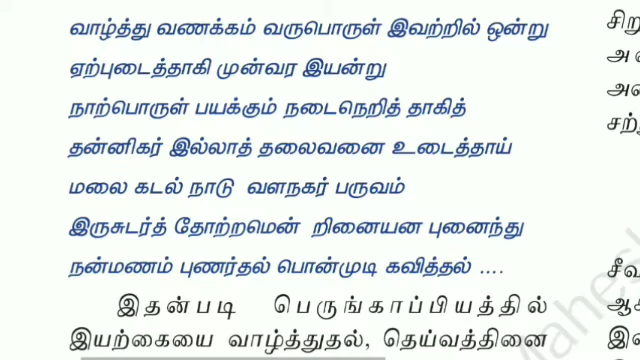 வாழ்த்து வணக்கம் வருபொருள் இவற்றில் ஒன்று
ஏற்புடைத்தாகி முன்வர இயன்று
நாற்பொருள் பயக்கும் நடைநெறித் தாகித்
தன்னிகர் இல்லாத் தலைவனை உடைத்தாய்
மலை கடல் நாடு வளநகர் பருவம்
இருசுடர்த் தோற்றமென் றினையன புனைந்து
நன்மணம் புணர்தல் பொன்முடி கவித்தல் ....
இதன்படி பெருங்காப்பியத்தில்
இயற்கையை வாழ்த்துதல், தெய்வத்தினை